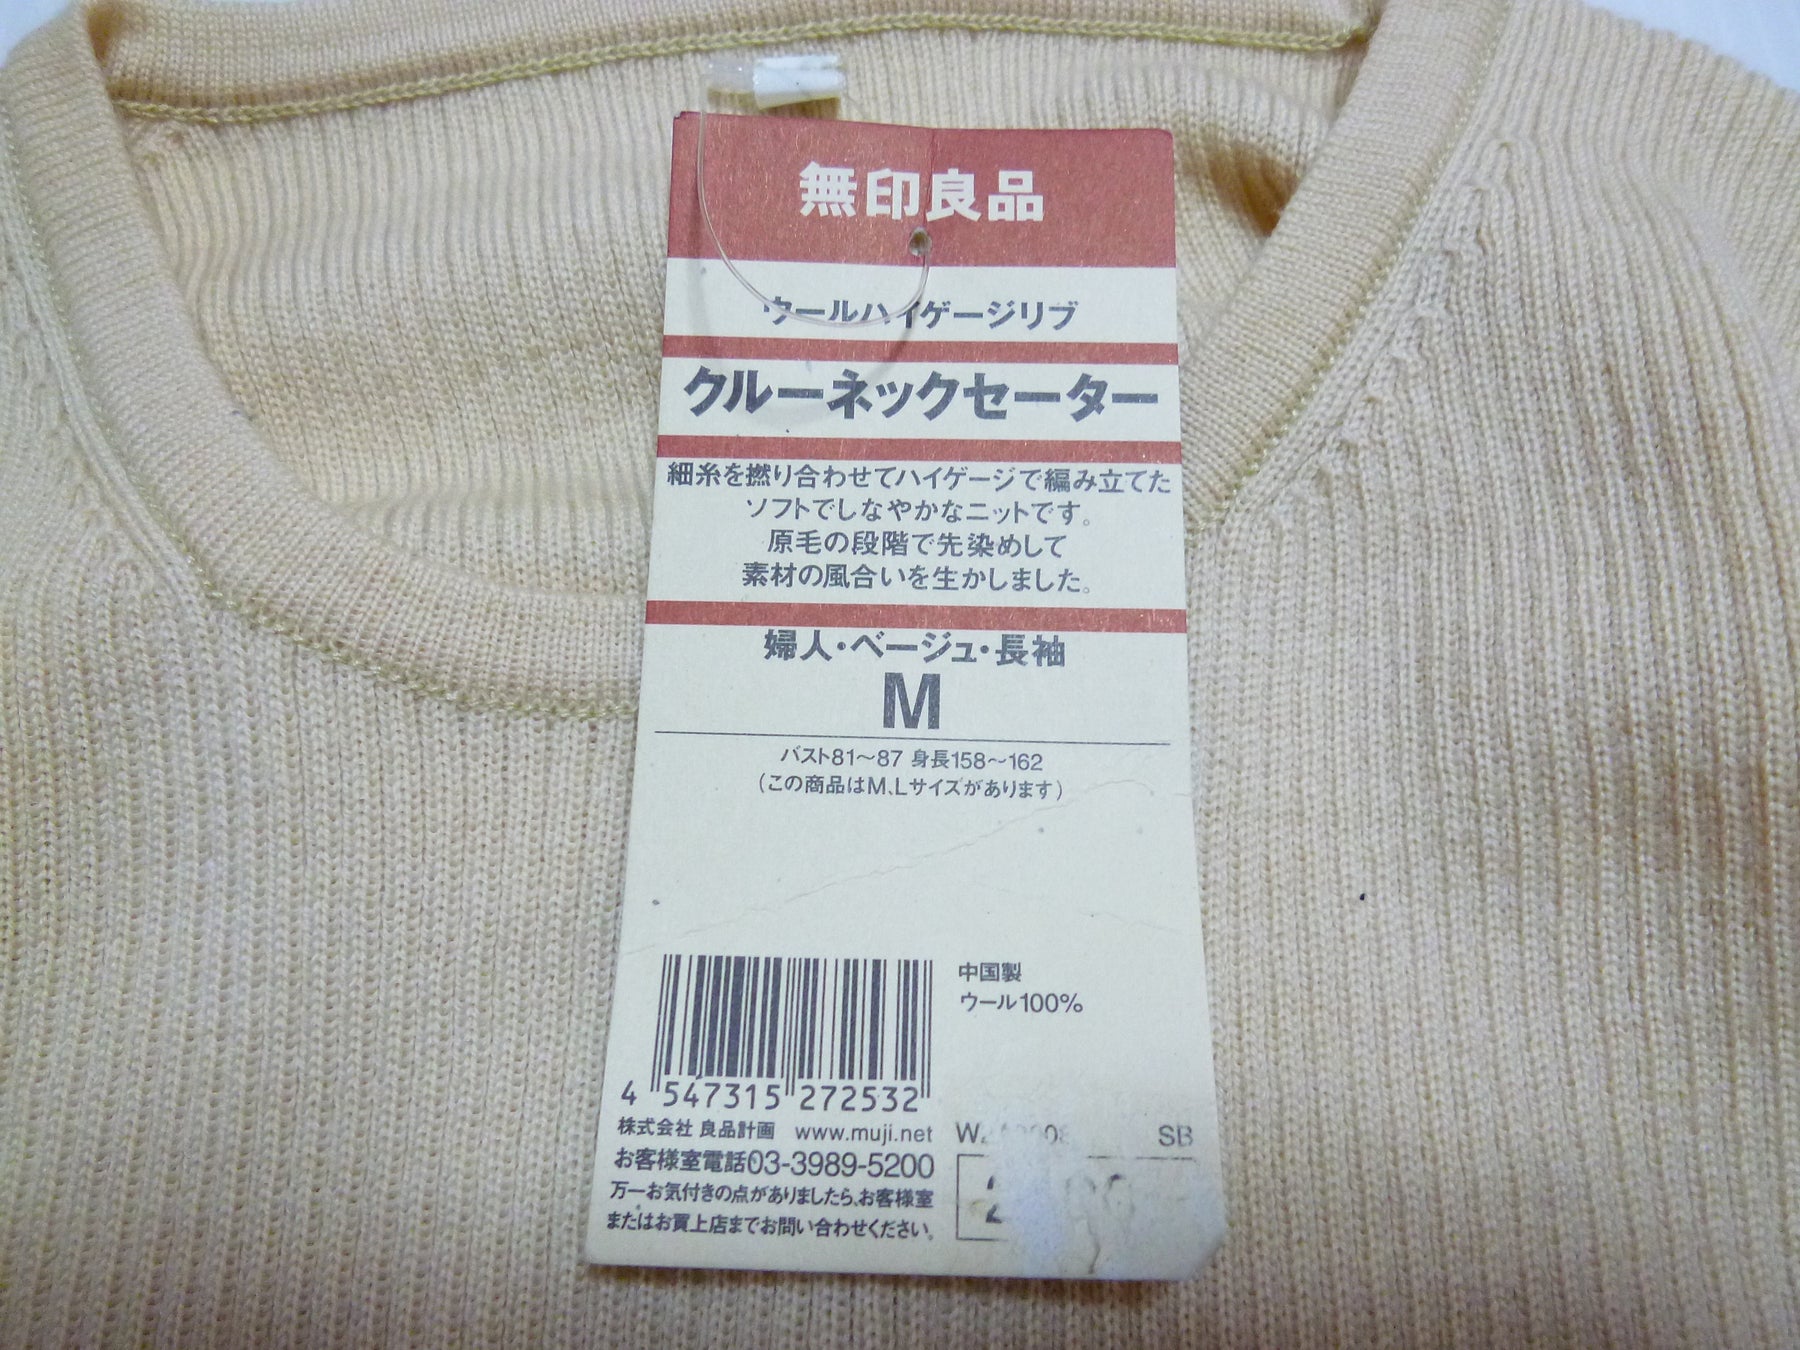 無印良品
ウールハイゲージリブ
クルーネックセーター
細糸を撚り合わせてハイゲージで編み立てた
ソフトでしなやかなニットです。
原毛の段階で先染めして
素材の風合いを生かしました。
婦人・ベージュ・長袖
M
バスト81〜87 身長158〜162
(この商品はM、Lサイズがあります)
中国製
ウール100%
4 547315 272532
株式会社 良品計画 www.muji.net
お客様室電話03-3989-5200
万一お気付きの点がありましたら、お客様室
またはお買上店までお問い合わせください。
SB